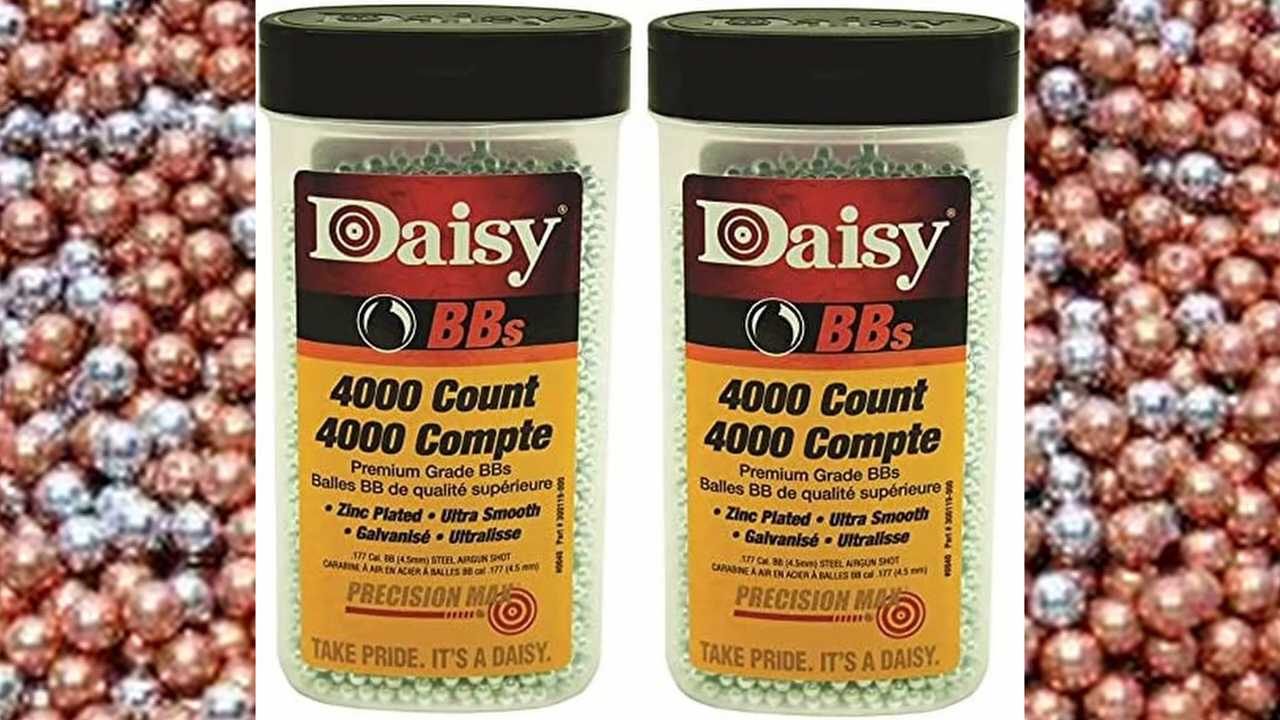 Daisy
Daisy®
BBs
4000 Count
4000 Compte
Premium Grade BBs
Balles BB de qualité supérieure
• Zinc Plated • Ultra Smooth
• Galvanisé • Ultralisse
.177 Cal. BB (4.5mm) STEEL AIRGUN SHOT
CARABINE À AIR EN ACIER À BALLES BB cal .177 (4.5 mm)
PRECISION MAX
TAKE PRIDE. IT'S A DAISY.
Daisy
Daisy®
BBs
4000 Count
4000 Compte
Premium Grade BBs
Balles BB de qualité supérieure
• Zinc Plated • Ultra Smooth
• Galvanisé • Ultralisse
.177 Cal. BB (4.5mm) STEEL AIRGUN SHOT
CARABINE À AIR EN ACIER À BALLES BB cal .177 (4.5 mm)
PRECISION MAX
TAKE PRIDE. IT'S A DAISY.